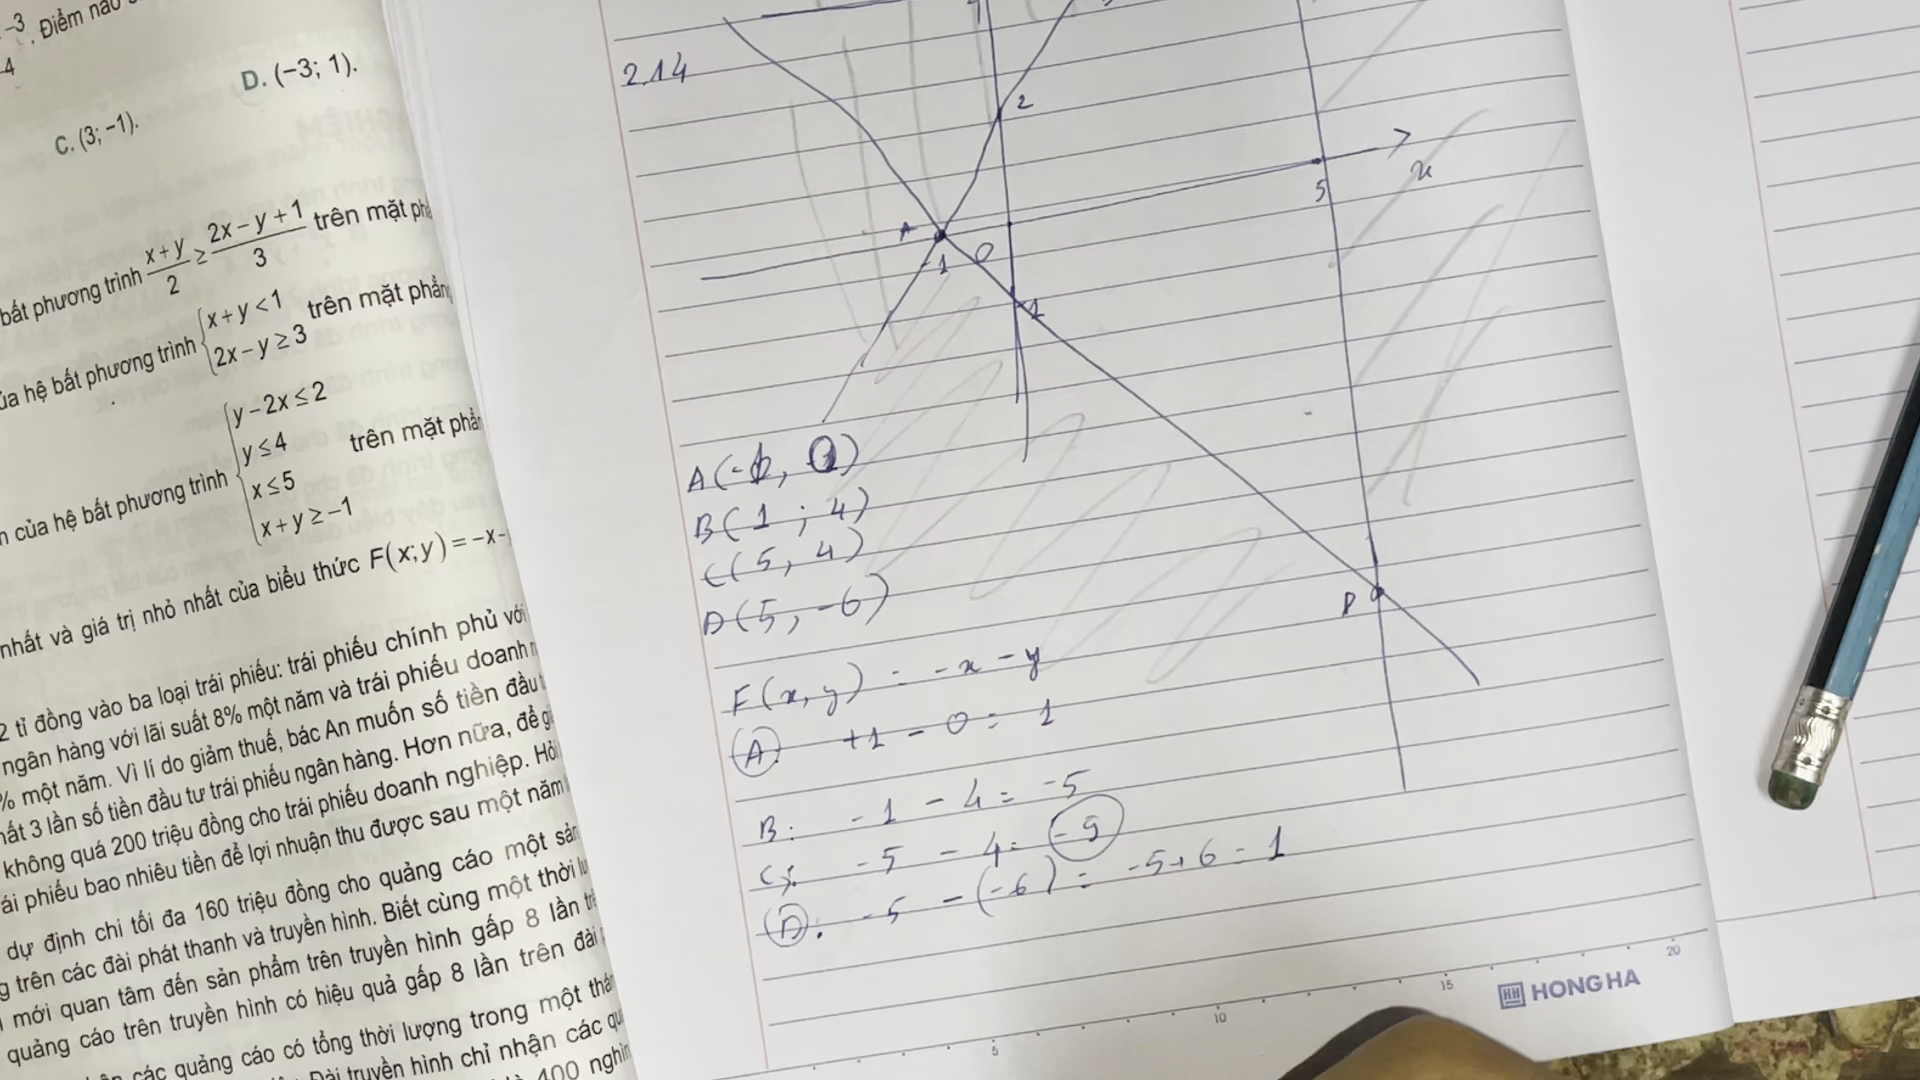 -3
-4
. Điểm nào
D. (−3; 1).
C. (3; −1).
bất phương trình (x + y)/2 ≥ (2x − y + 1)/3 trên mặt
của hệ bất phương trình { x + y < 1 trên mặt phẳng
2x − y ≥ 3
của hệ bất phương trình { y − 2x ≤ 2
y ≤ 4
x ≤ 5
x + y ≥ −1
trên mặt
nhất và giá trị nhỏ nhất của biểu thức F(x; y) = −x −
2 tỉ đồng vào ba loại trái phiếu: trái phiếu chính phủ với
ngân hàng với lãi suất 8% một năm và trái phiếu doanh
% một năm. Vì lí do giảm thuế, bác An muốn số tiền đầu
nhất 3 lần số tiền đầu tư trái phiếu ngân hàng. Hơn nữa, để
không quá 200 triệu đồng cho trái phiếu doanh nghiệp. Hỏi
phiếu bao nhiêu tiền để lợi nhuận thu được sau một năm
dự định chi tối đa 160 triệu đồng cho quảng cáo một
trên các đài phát thanh và truyền hình. Biết cùng một thời
mới quan tâm đến sản phẩm trên truyền hình gấp 8 lần
quảng cáo trên truyền hình có hiệu quả gấp 8 lần trên đài
các quảng cáo có tổng thời lượng trong một
Đài truyền hình chỉ nhận các
400
2.14
2
x
5
A
-1
O
-1
D
A(-1, 0)
B(1 ; 4)
C(5, 4)
D(5, -6)
F(x, y) = -x - y
A: +1 - 0 = 1
B: -1 - 4 = -5
C: -5 - 4 = -9
D: -5 - (-6) = -5+6 = 1
5
10
15
20
HH HONG HA